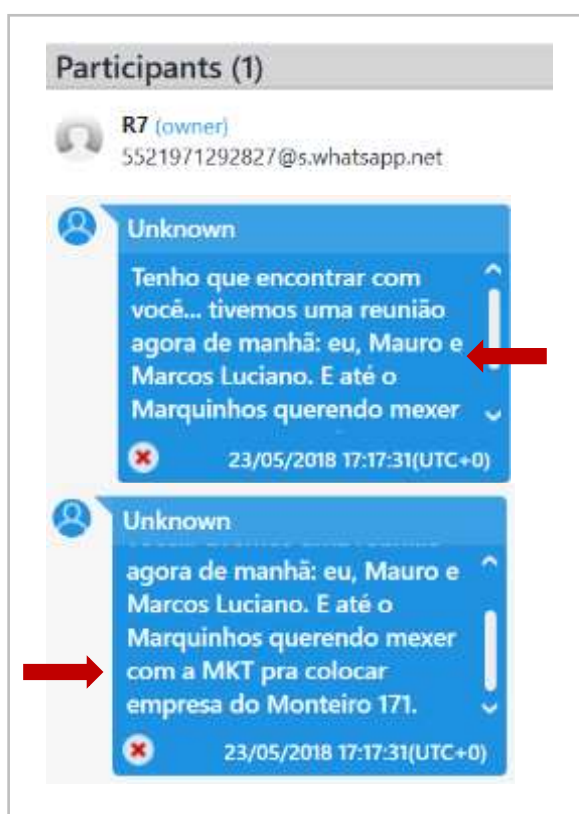 Participants (1)
R7 (owner)
5521971292827@s.whatsapp.net
Unknown
Tenho que encontrar com
você... tivemos uma reunião
agora de manhã: eu, Mauro e
Marcos Luciano. E até o
Marquinhos querendo mexer
23/05/2018 17:17:31(UTC+0)
Unknown
agora de manhã: eu, Mauro e
Marcos Luciano. E até o
Marquinhos querendo mexer
com a MKT pra colocar
empresa do Monteiro 171.
23/05/2018 17:17:31(UTC+0)